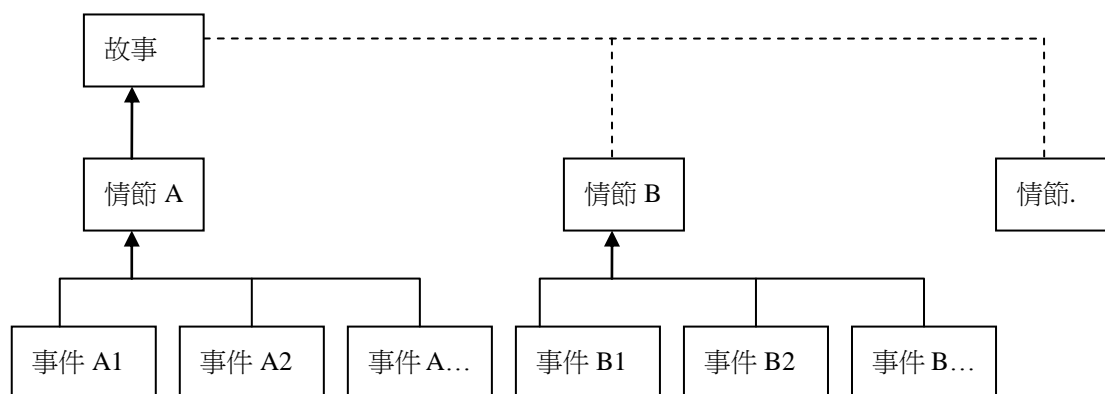 故事
情節 A
情節 B
情節.
事件 A1
事件 A2
事件 A…
事件 B1
事件 B2
事件 B…